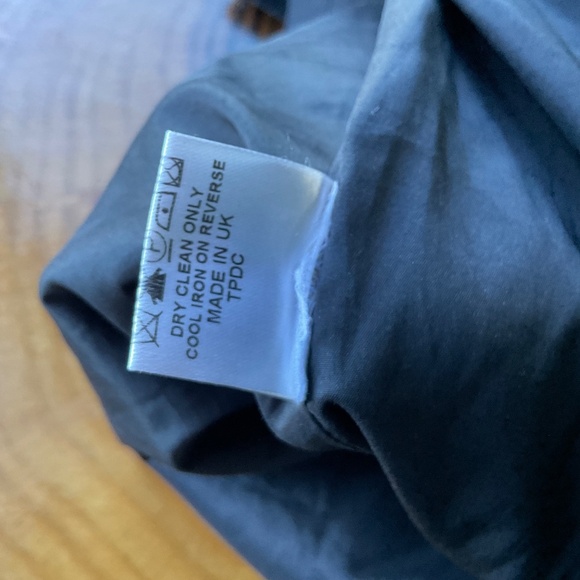 P
DRY CLEAN ONLY
COOL IRON ON REVERSE
MADE IN UK
TPDC